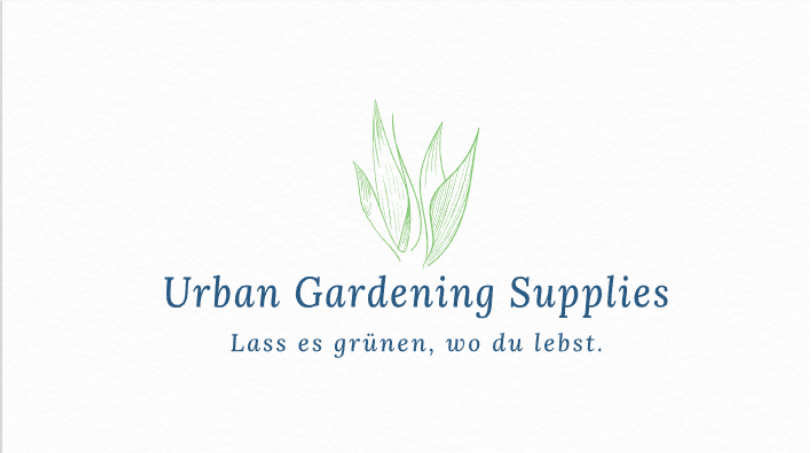 Urban Gardening Supplies
Lass es grünen, wo du lebst.